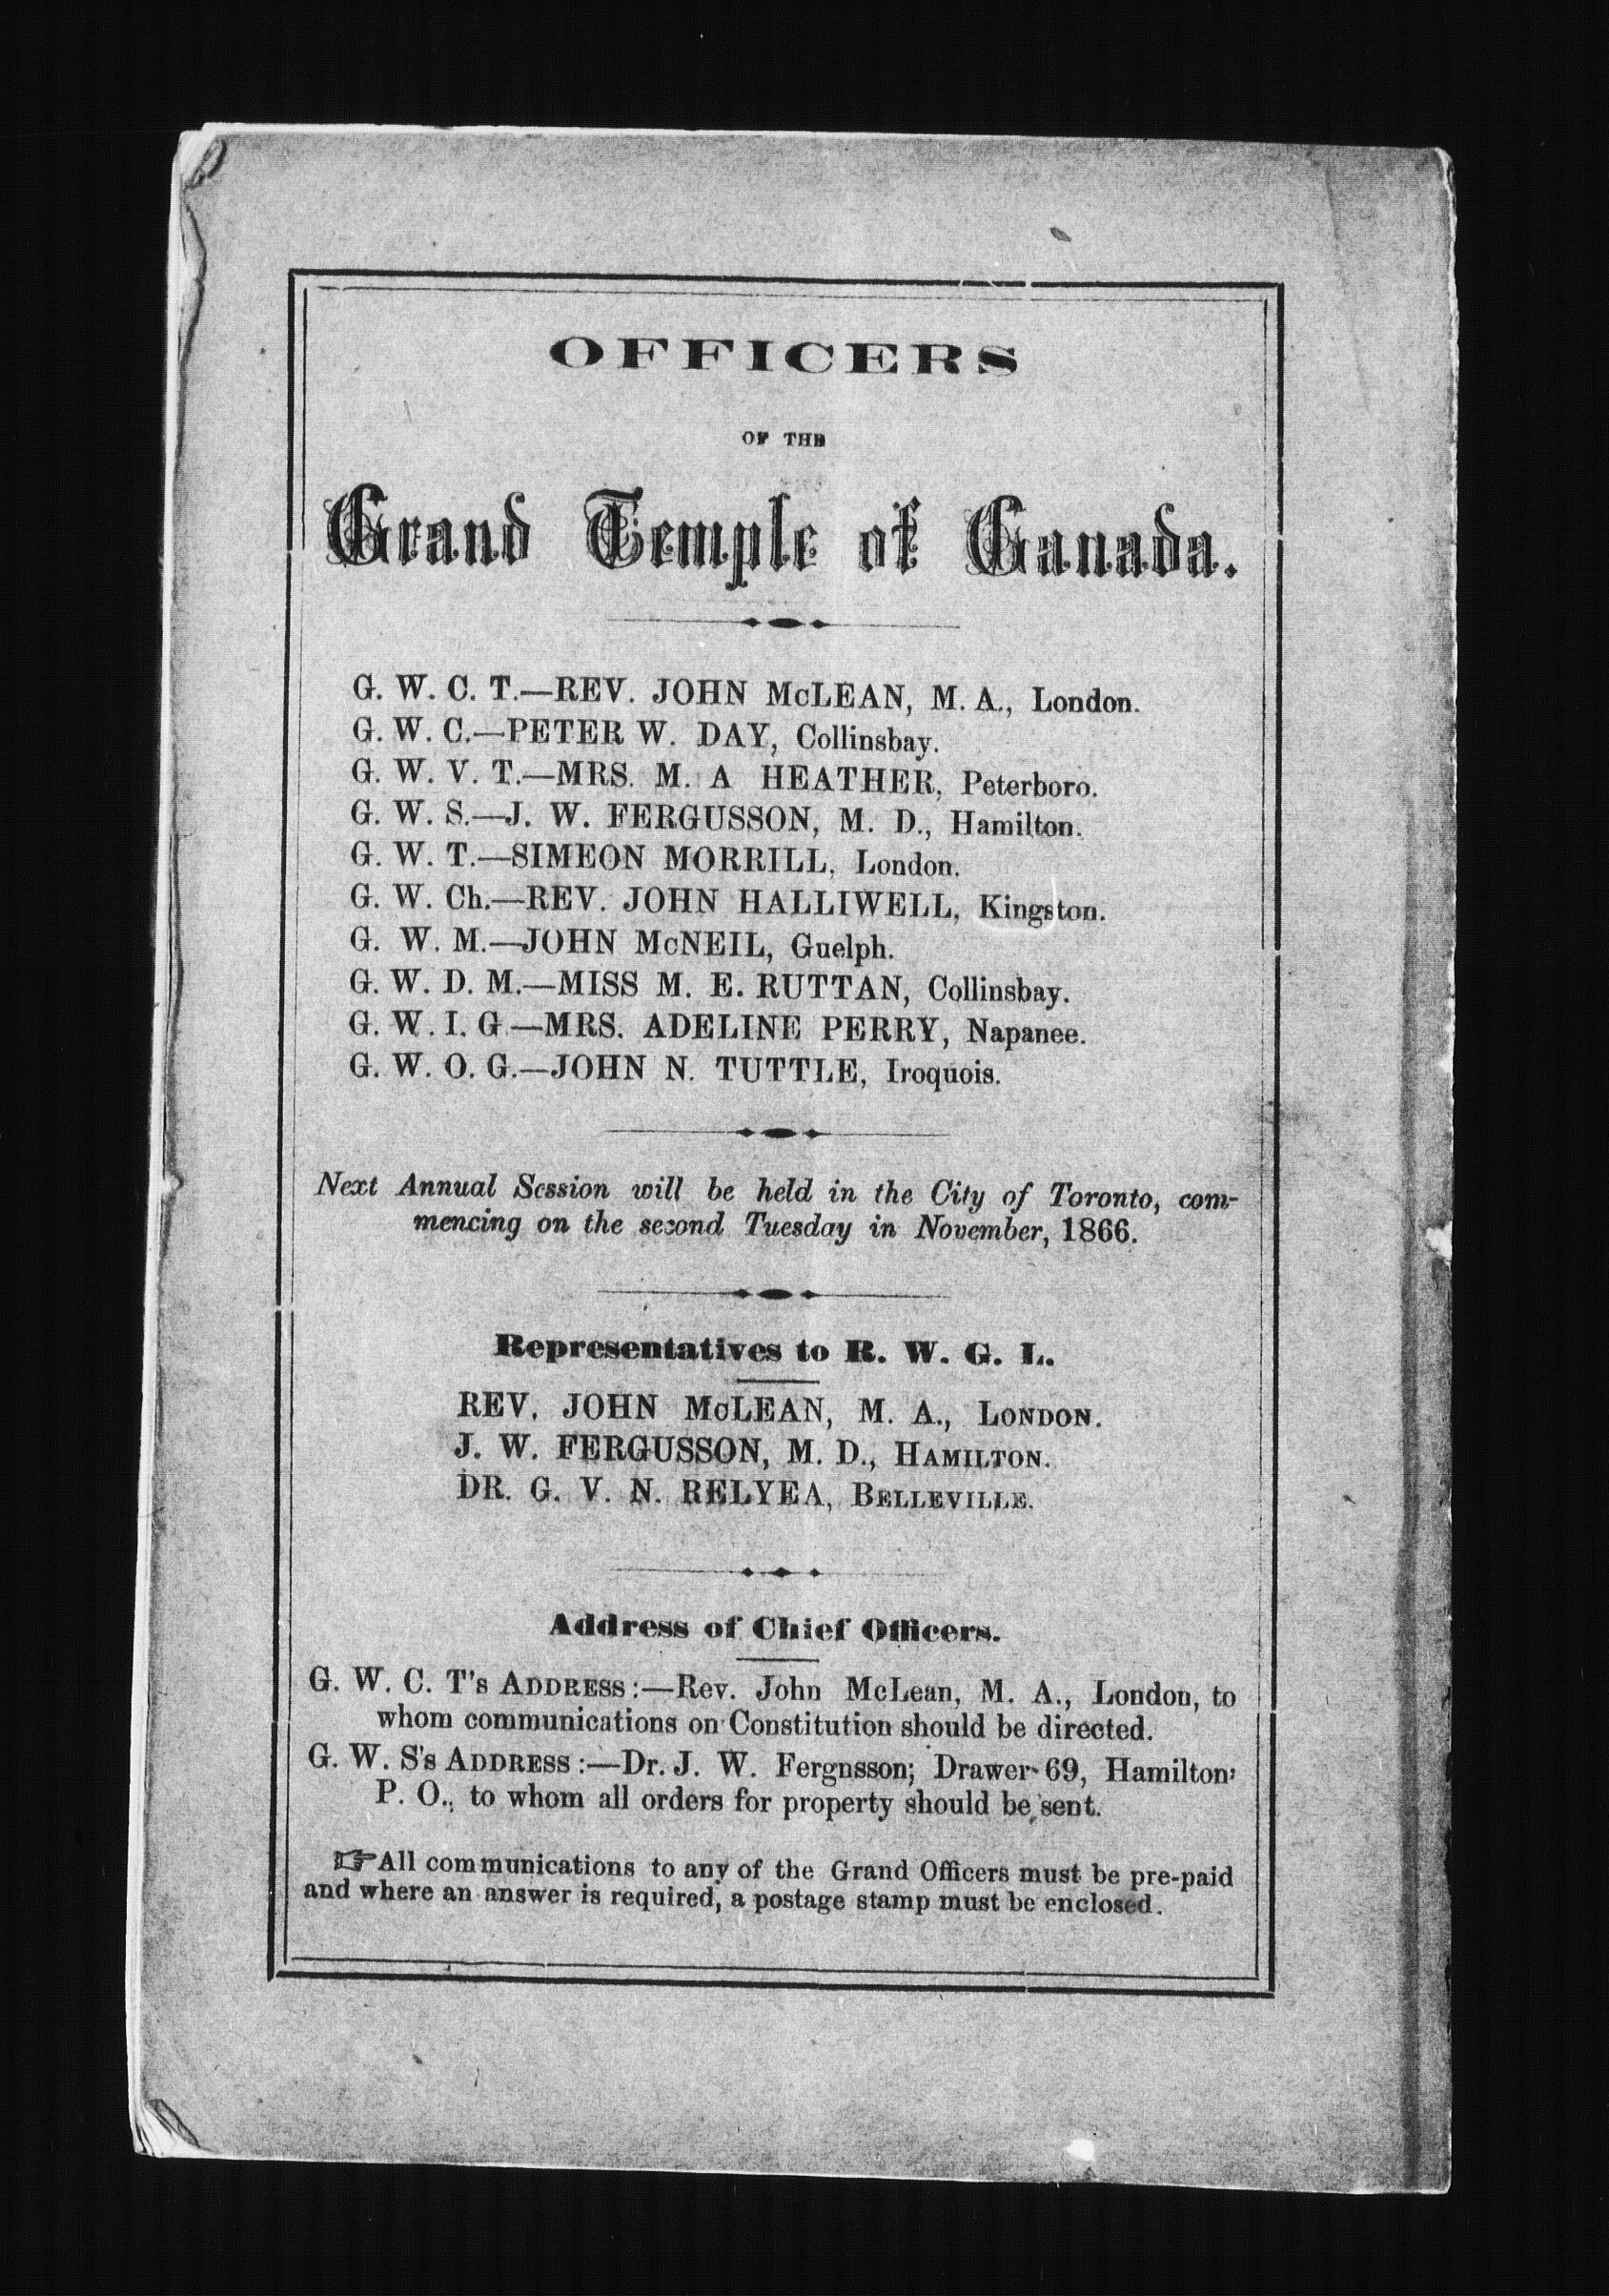 OFFICERS
OF THE
Grand Temple of Canada.
G. W. C. T.—REV. JOHN McLEAN, M. A., London.
G. W. C.—PETER W. DAY, Collinsbay.
G. W. V. T.—MRS. M. A HEATHER, Peterboro.
G. W. S.—J. W. FERGUSSON, M. D., Hamilton.
G. W. T.—SIMEON MORRILL, London.
G. W. Ch.—REV. JOHN HALLIWELL, Kingston.
G. W. M.—JOHN McNEIL, Guelph.
G. W. D. M.—MISS M. E. RUTTAN, Collinsbay.
G. W. I. G—MRS. ADELINE PERRY, Napanee.
G. W. O. G.—JOHN N. TUTTLE, Iroquois.
Next Annual Session will be held in the City of Toronto, com-
mencing on the second Tuesday in November, 1866.
Representatives to R. W. G. L.
REV. JOHN McLEAN, M. A., LONDON.
J. W. FERGUSSON, M. D., HAMILTON.
DR. G. V. N. RELYEA, BELLEVILLE.
Address of Chief Officers.
G. W. C. T's ADDRESS:—Rev. John McLean, M. A., London, to
whom communications on Constitution should be directed.
G. W. S's ADDRESS:—Dr. J. W. Fergnsson; Drawer 69, Hamilton:
P. O., to whom all orders for property should be sent.
☞All communications to any of the Grand Officers must be pre-paid
and where an answer is required, a postage stamp must be enclosed.